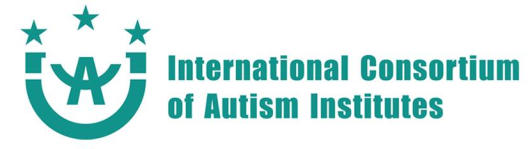 International Consortium
of Autism Institutes